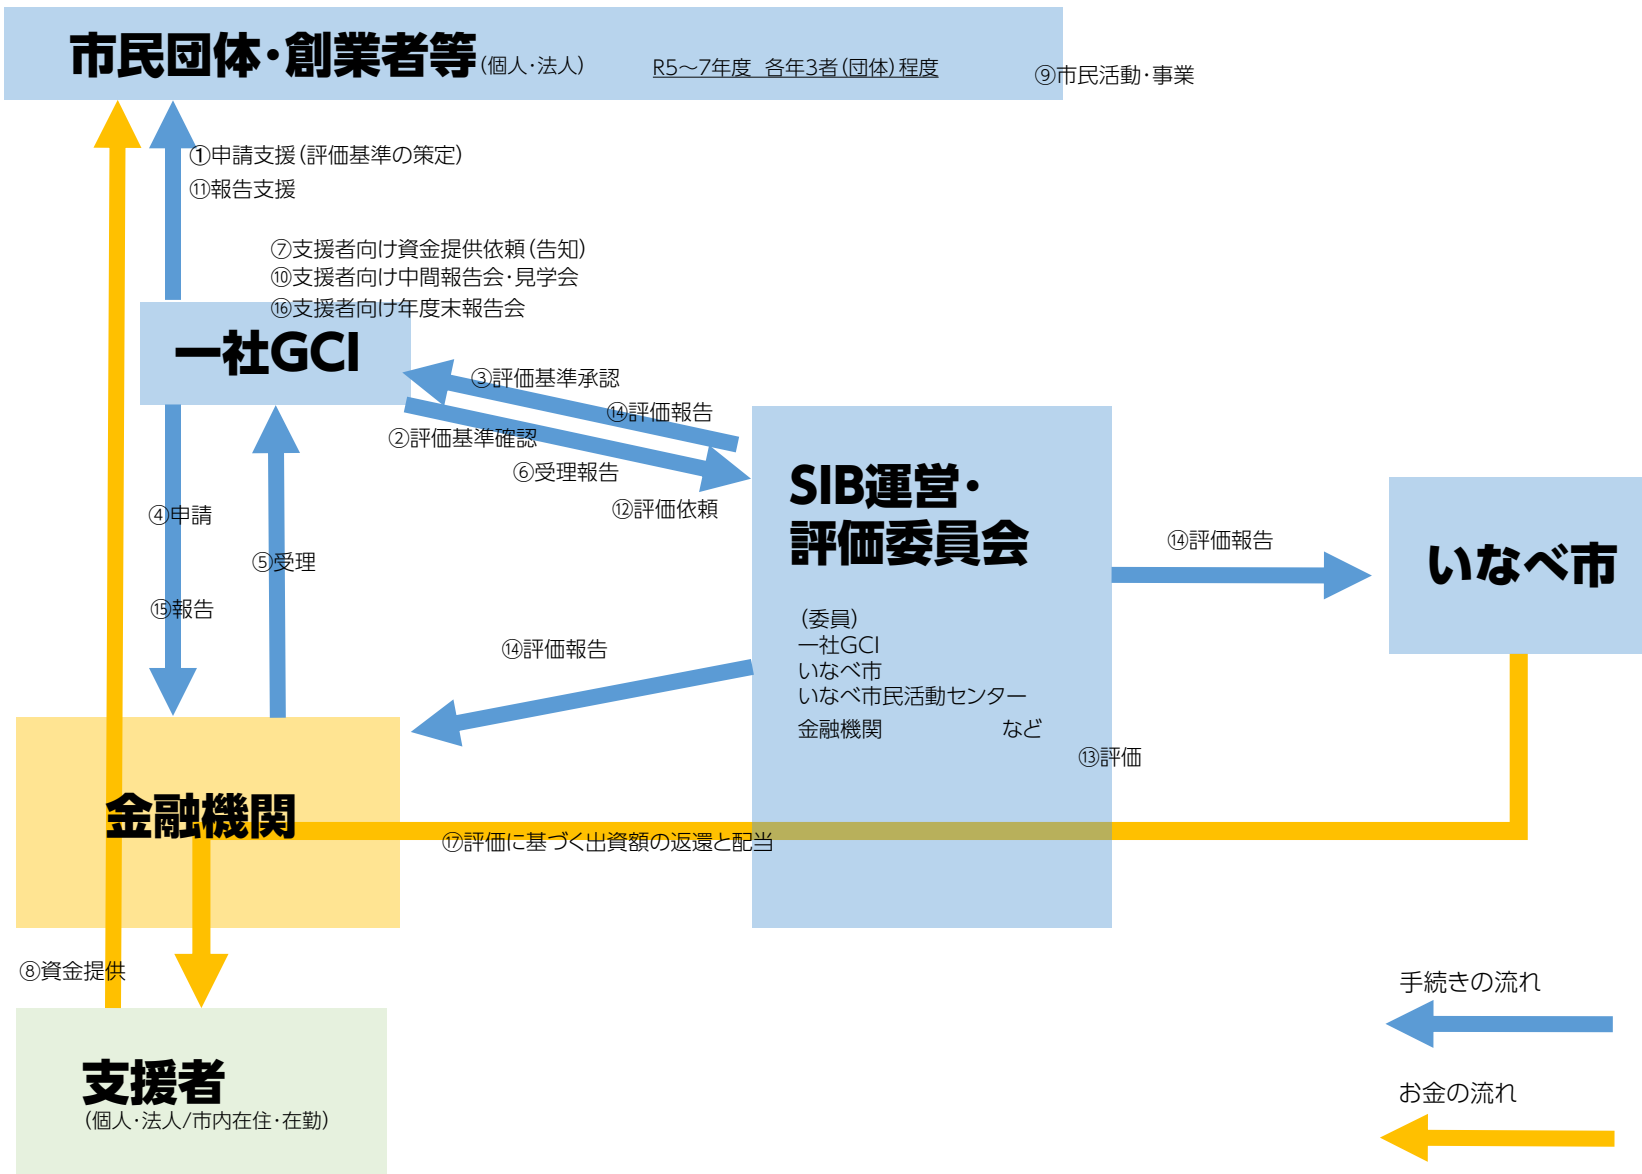 市民団体・創業者等(個人・法人) R5～7年度 各年3者(団体)程度
⑨市民活動・事業
①申請支援(評価基準の策定)
⑪報告支援
⑦支援者向け資金提供依頼(告知)
⑩支援者向け中間報告会・見学会
⑯支援者向け年度末報告会
一社GCI
③評価基準承認
⑭評価報告
②評価基準確認
⑥受理報告
⑫評価依頼
④申請
⑤受理
⑮報告
SIB運営・
評価委員会
(委員)
一社GCI
いなべ市
いなべ市民活動センター
金融機関 など
⑬評価
⑭評価報告
いなべ市
⑭評価報告
金融機関
⑰評価に基づく出資額の返還と配当
⑧資金提供
支援者
(個人・法人/市内在住・在勤)
手続きの流れ
お金の流れ